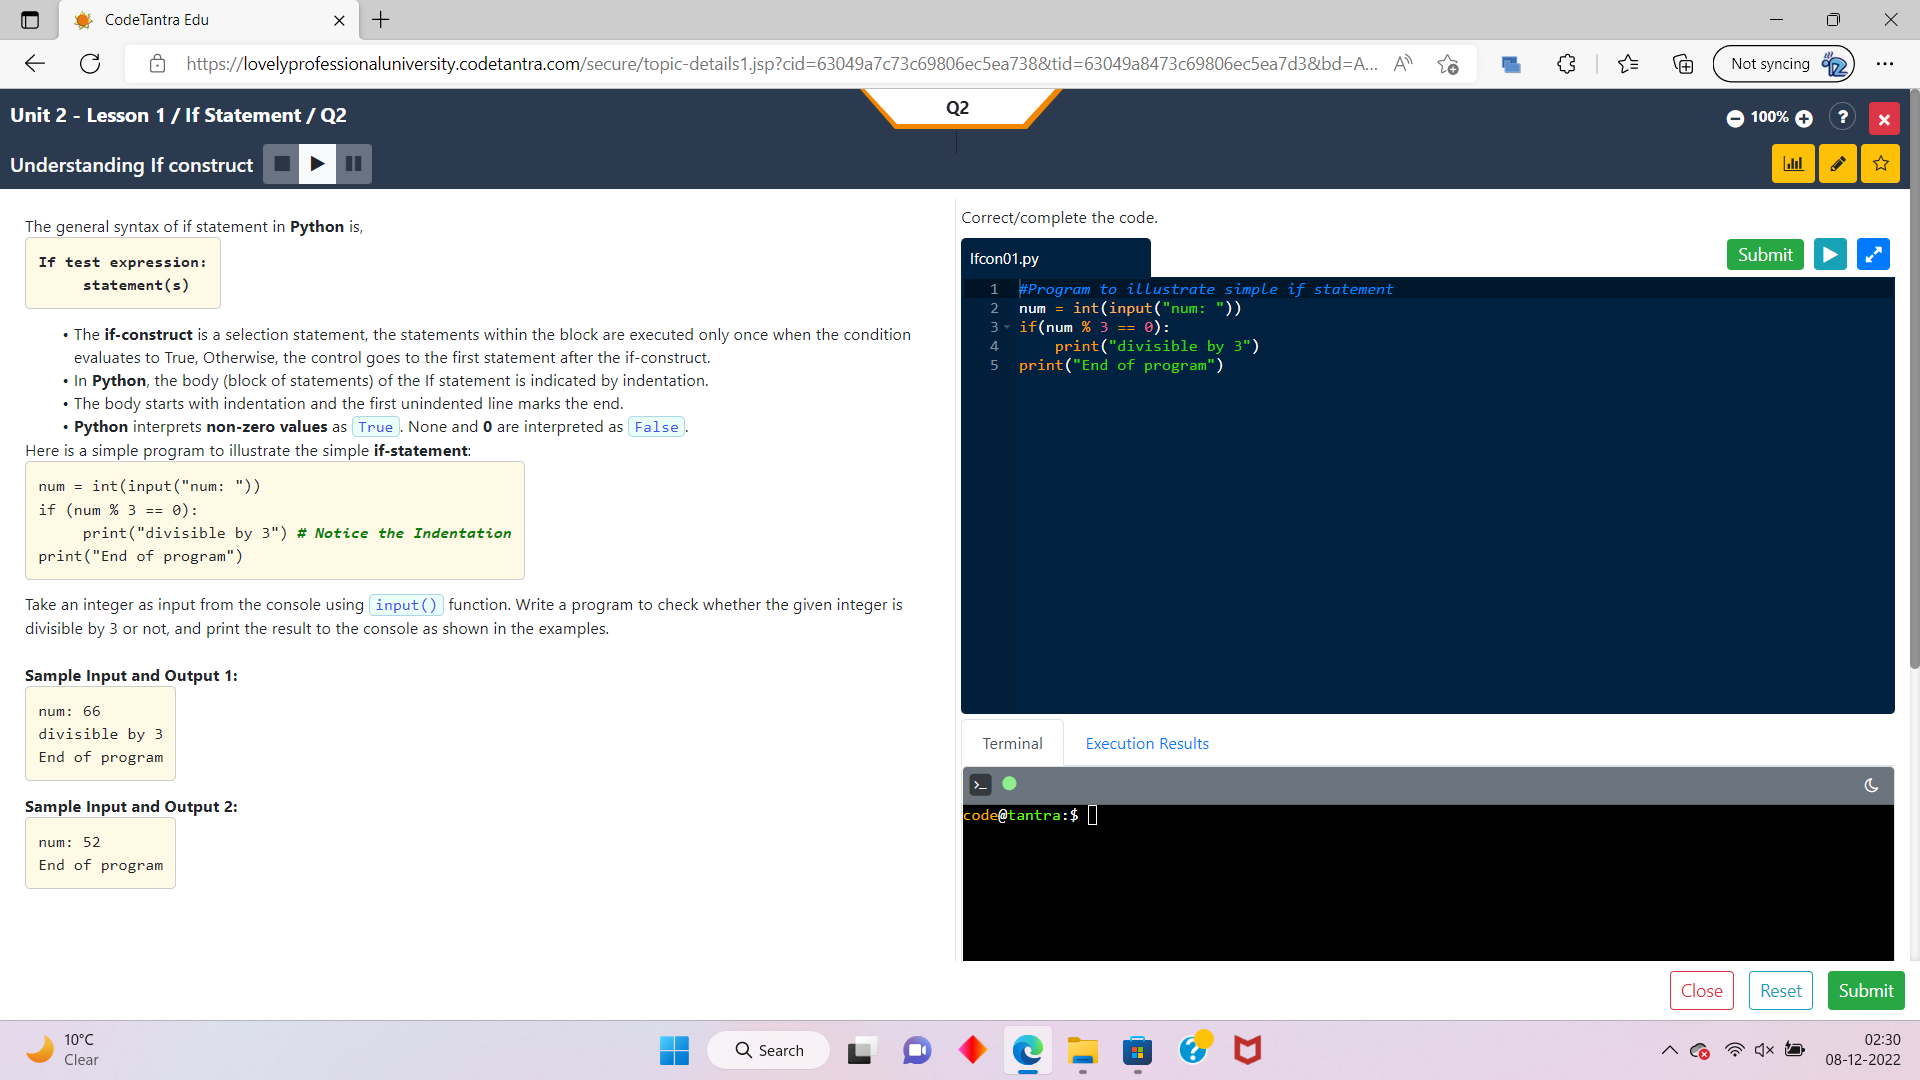 CodeTantra Edu
https://lovelyprofessionaluniversity.codetantra.com/secure/topic-details1.jsp?cid=63049a7c73c69806ec5ea738&tid=63049a8473c69806ec5ea7d3&bd=A...
Not syncing
Unit 2 - Lesson 1 / If Statement / Q2
Q2
100%
?
Understanding If construct
The general syntax of if statement in Python is,
If test expression:
statement(s)
• The if-construct is a selection statement, the statements within the block are executed only once when the condition
evaluates to True, Otherwise, the control goes to the first statement after the if-construct.
• In Python, the body (block of statements) of the If statement is indicated by indentation.
• The body starts with indentation and the first unindented line marks the end.
• Python interprets non-zero values as True. None and 0 are interpreted as False.
Here is a simple program to illustrate the simple if-statement:
num = int(input("num: "))
if (num % 3 == 0):
print("divisible by 3") # Notice the Indentation
print("End of program")
Take an integer as input from the console using input() function. Write a program to check whether the given integer is
divisible by 3 or not, and print the result to the console as shown in the examples.
Sample Input and Output 1:
num: 66
divisible by 3
End of program
Sample Input and Output 2:
num: 52
End of program
Correct/complete the code.
Ifcon01.py
Submit
1 #Program to illustrate simple if statement
2 num = int(input("num: "))
3 if(num % 3 == 0):
4 print("divisible by 3")
5 print("End of program")
Terminal
Execution Results
code@tantra:$
Close
Reset
Submit
10°C
Clear
Search
02:30
08-12-2022